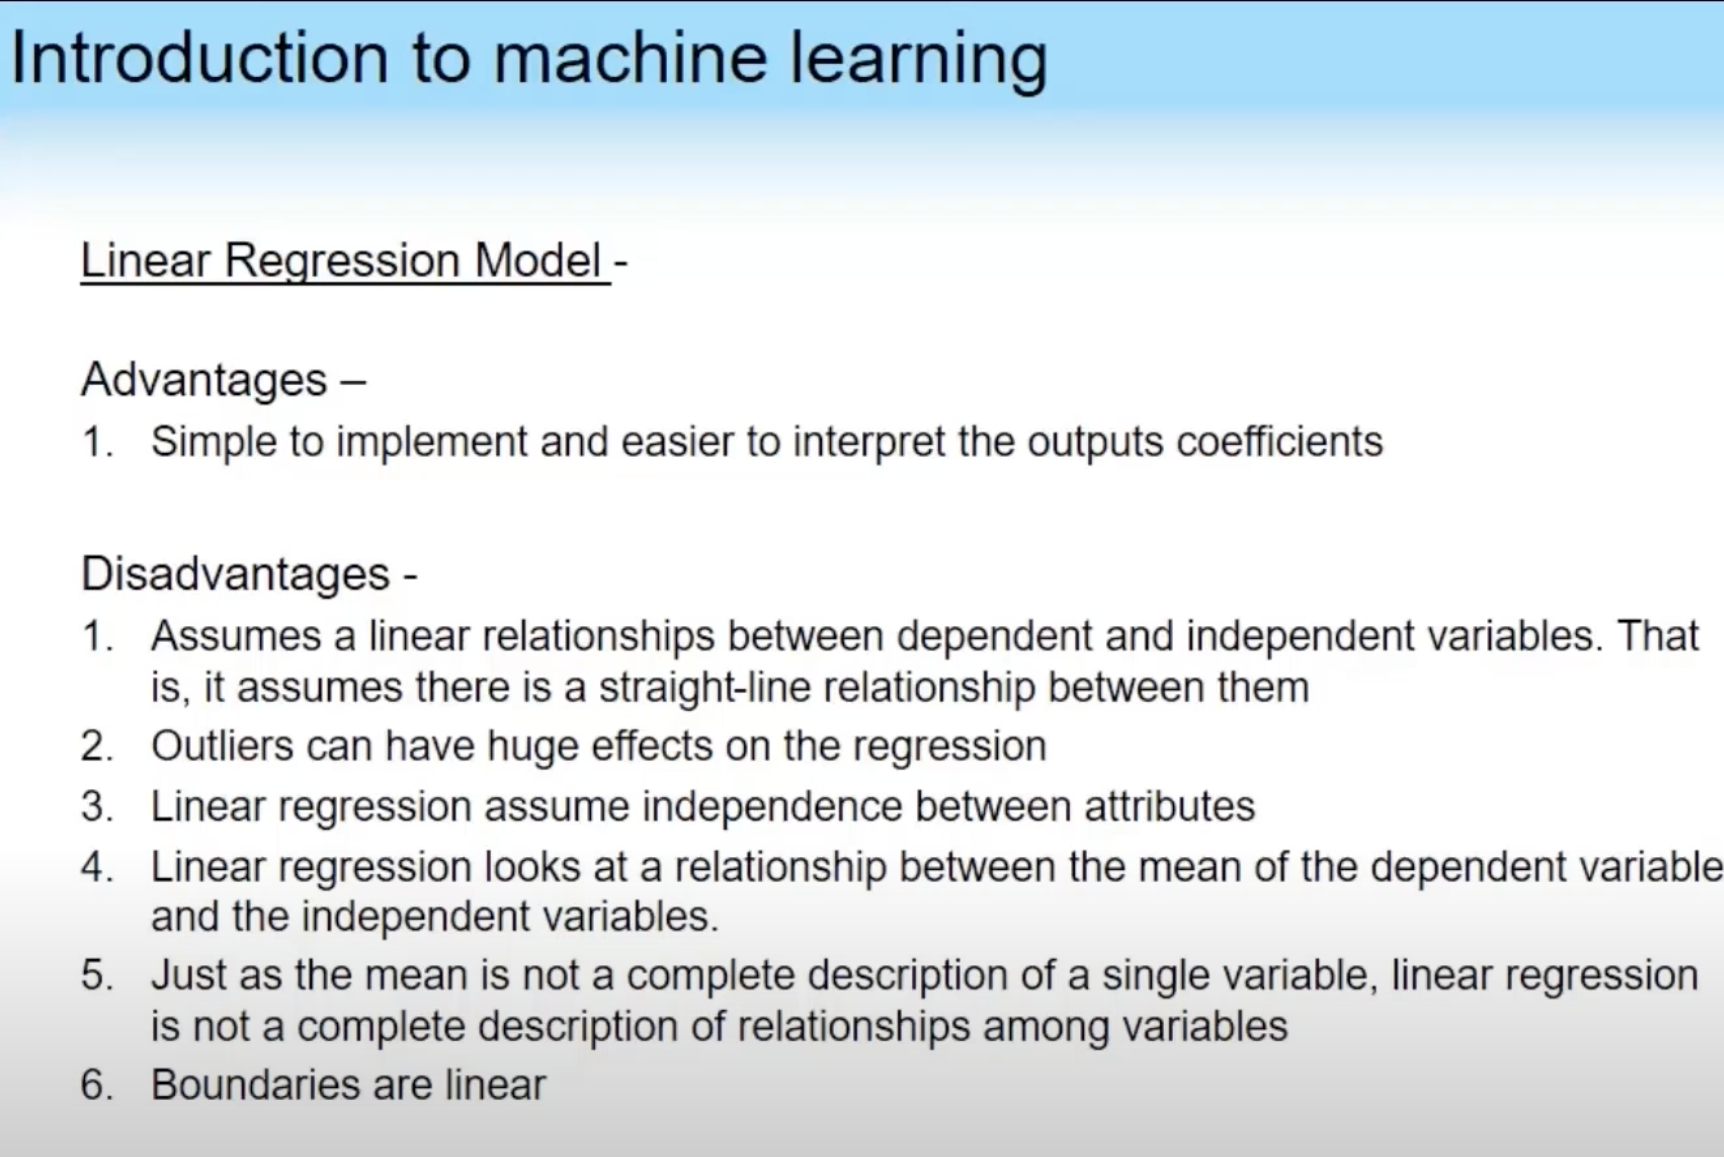 Introduction to machine learning
Linear Regression Model -
Advantages –
1. Simple to implement and easier to interpret the outputs coefficients
Disadvantages -
1. Assumes a linear relationships between dependent and independent variables. That
is, it assumes there is a straight-line relationship between them
2. Outliers can have huge effects on the regression
3. Linear regression assume independence between attributes
4. Linear regression looks at a relationship between the mean of the dependent variable
and the independent variables.
5. Just as the mean is not a complete description of a single variable, linear regression
is not a complete description of relationships among variables
6. Boundaries are linear